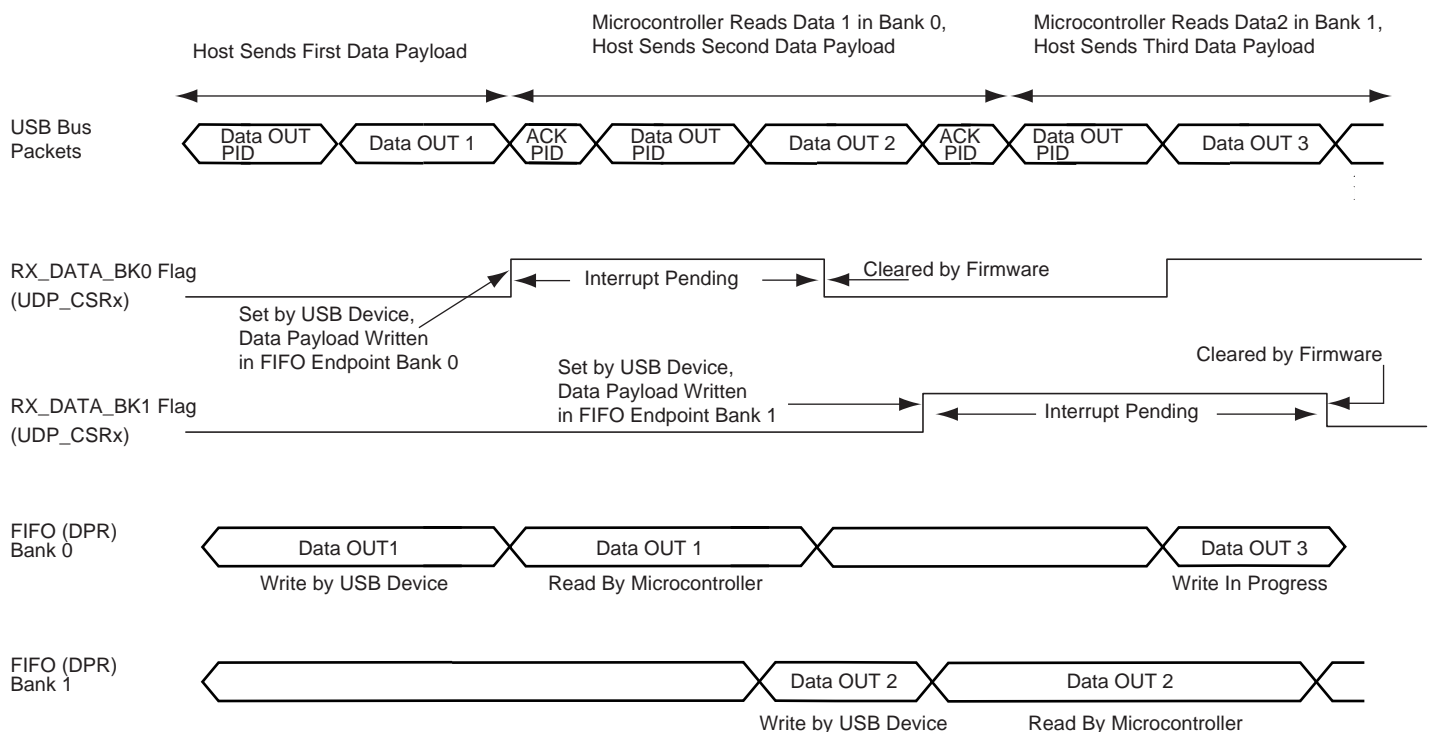 Microcontroller Reads Data 1 in Bank 0,
Host Sends Second Data Payload
Microcontroller Reads Data2 in Bank 1,
Host Sends Third Data Payload
Host Sends First Data Payload
USB Bus
Packets
Data OUT
PID
Data OUT 1
ACK
PID
Data OUT
PID
Data OUT 2
ACK
PID
Data OUT
PID
Data OUT 3
RX_DATA_BK0 Flag
(UDP_CSRx)
Interrupt Pending
Cleared by Firmware
Set by USB Device,
Data Payload Written
in FIFO Endpoint Bank 0
Cleared by Firmware
Set by USB Device,
Data Payload Written
in FIFO Endpoint Bank 1
RX_DATA_BK1 Flag
(UDP_CSRx)
Interrupt Pending
FIFO (DPR)
Bank 0
Data OUT1
Data OUT 1
Data OUT 3
Write by USB Device
Read By Microcontroller
Write In Progress
FIFO (DPR)
Bank 1
Data OUT 2
Data OUT 2
Write by USB Device
Read By Microcontroller